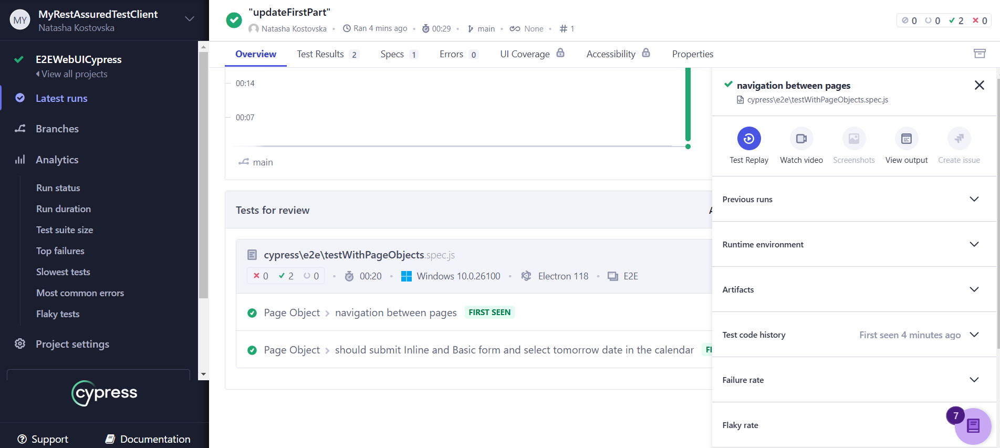 MY
MyRestAssuredTestClient
Natasha Kostovska
E2EWebUICypress
View all projects
Latest runs
Branches
Analytics
Run status
Run duration
Test suite size
Top failures
Slowest tests
Most common errors
Flaky tests
Project settings
cypress
Support Documentation
"updateFirstPart"
Natasha Kostovska • Ran 4 mins ago • 00:29 • main • None • # 1
0 0 2 0
Overview Test Results 2 Specs 1 Errors 0 UI Coverage Accessibility Properties
00:14
00:07
main
Tests for review
cypress\e2e\testWithPageObjects.spec.js
0 2 0 • 00:20 • Windows 10.0.26100 • Electron 118 • E2E
Page Object > navigation between pages FIRST SEEN
Page Object > should submit Inline and Basic form and select tomorrow date in the calendar
navigation between pages
cypress\e2e\testWithPageObjects.spec.js
Test Replay Watch video Screenshots View output Create issue
Previous runs
Runtime environment
Artifacts
Test code history First seen 4 minutes ago
Failure rate
Flaky rate
7